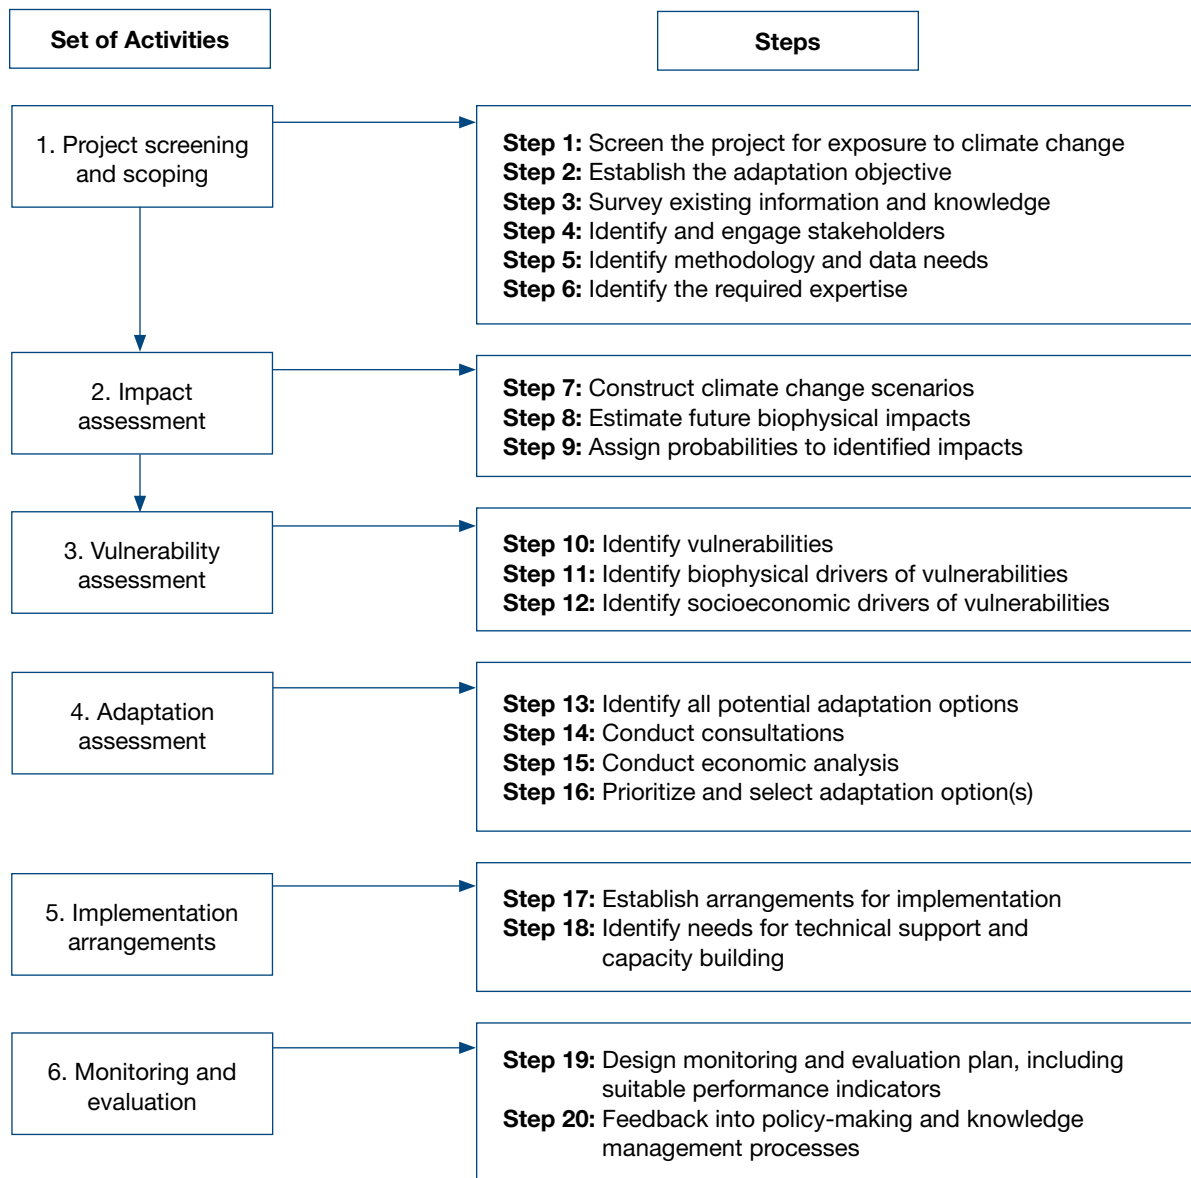 Set of Activities
Steps
1. Project screening
and scoping
Step 1: Screen the project for exposure to climate change
Step 2: Establish the adaptation objective
Step 3: Survey existing information and knowledge
Step 4: Identify and engage stakeholders
Step 5: Identify methodology and data needs
Step 6: Identify the required expertise
2. Impact
assessment
Step 7: Construct climate change scenarios
Step 8: Estimate future biophysical impacts
Step 9: Assign probabilities to identified impacts
3. Vulnerability
assessment
Step 10: Identify vulnerabilities
Step 11: Identify biophysical drivers of vulnerabilities
Step 12: Identify socioeconomic drivers of vulnerabilities
4. Adaptation
assessment
Step 13: Identify all potential adaptation options
Step 14: Conduct consultations
Step 15: Conduct economic analysis
Step 16: Prioritize and select adaptation option(s)
5. Implementation
arrangements
Step 17: Establish arrangements for implementation
Step 18: Identify needs for technical support and
capacity building
6. Monitoring and
evaluation
Step 19: Design monitoring and evaluation plan, including
suitable performance indicators
Step 20: Feedback into policy-making and knowledge
management processes